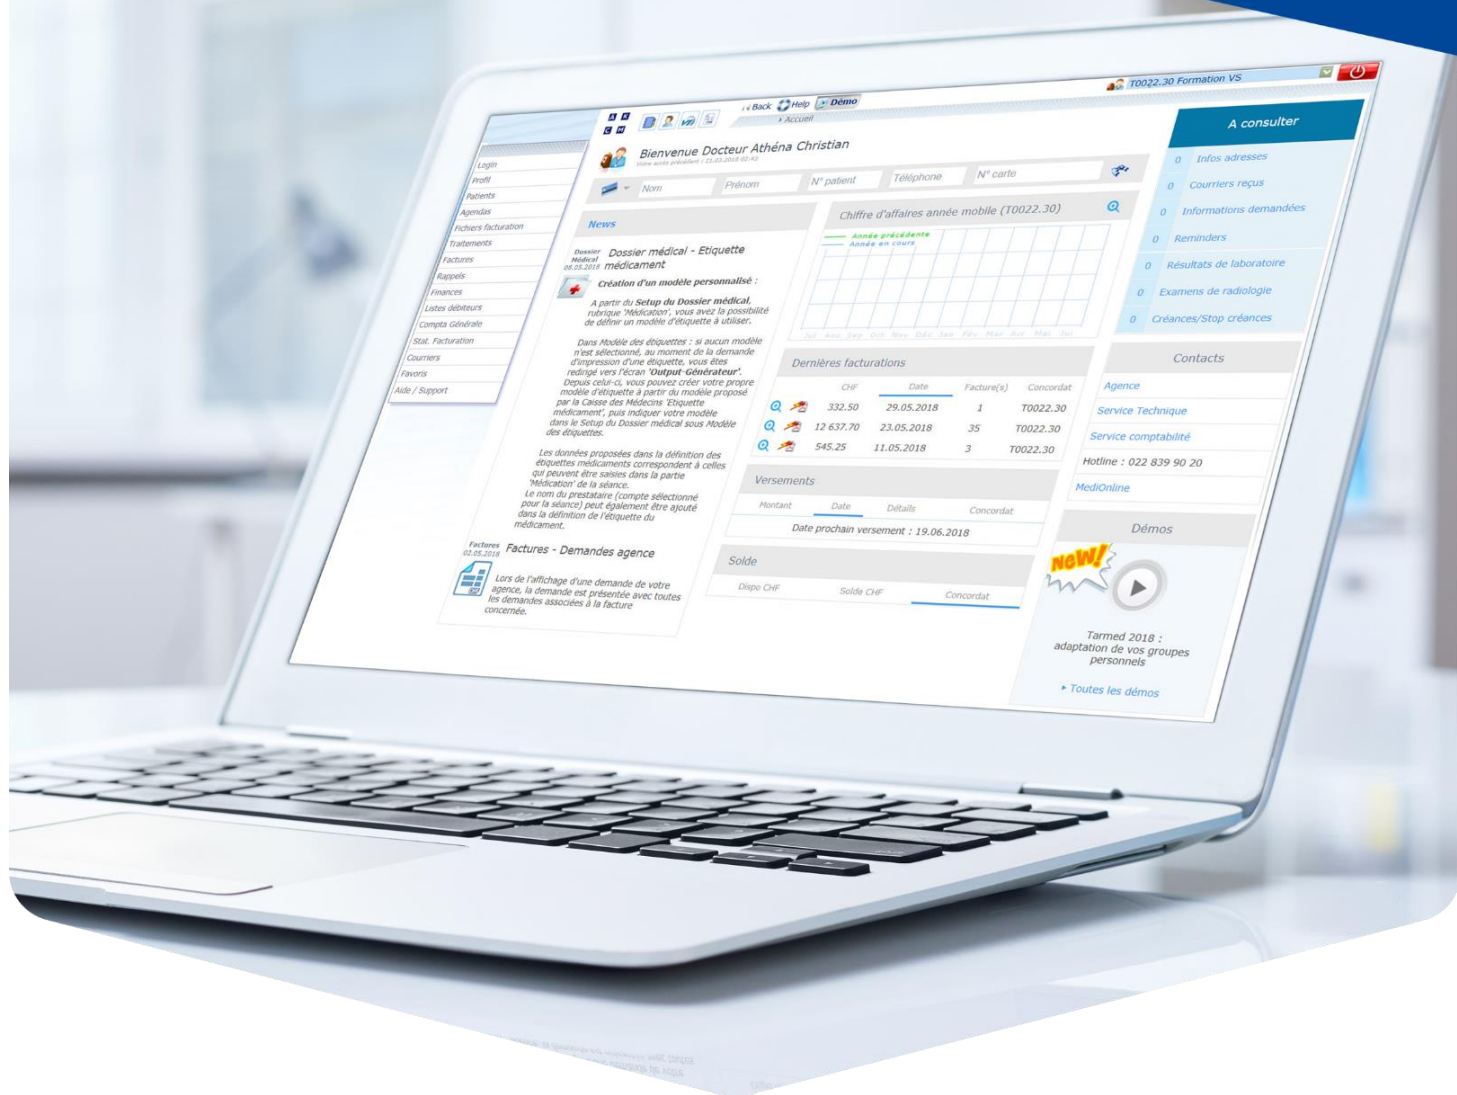 Back Help Démo
Accueil
T0022.30 Formation VS
Bienvenue Docteur Athéna Christian
Nom Prénom N° patient Téléphone N° carte
Login
Profil
Patients
Agendas
Fichiers facturation
Traitements
Factures
Rappels
Finances
Listes débiteurs
Compta Générale
Stat. Facturation
Courriers
Favoris
Aide / Support
News
Dossier
Médical
08.05.2018
Dossier médical - Etiquette
médicament
Création d'un modèle personnalisé :
A partir du Setup du Dossier médical,
rubrique 'Médication', vous avez la possibilité
de définir un modèle d'étiquette à utiliser.
Dans Modèle des étiquettes : si aucun modèle
n'est sélectionné, au moment de la demande
d'impression d'une étiquette, vous êtes
redirigé vers l'écran 'Output-Générateur'.
Depuis celui-ci, vous pouvez créer votre propre
modèle d'étiquette à partir du modèle proposé
par la Caisse des Médecins 'Etiquette
médicament', puis indiquer votre modèle
dans le Setup du Dossier médical sous Modèle
des étiquettes.
Les données proposées dans la définition des
étiquettes médicaments correspondent à celles
qui peuvent être saisies dans la partie
'Médication' de la séance.
Le nom du prestataire (compte sélectionné
pour la séance) peut également être ajouté
dans la définition de l'étiquette du
médicament.
Factures
02.05.2018
Factures - Demandes agence
Lors de l'affichage d'une demande de votre
agence, la demande est présentée avec toutes
les demandes associées à la facture
concernée.
Chiffre d'affaires année mobile (T0022.30)
Année précédente
Année en cours
Dernières facturations
CHF Date Facture(s) Concordat
332.50 29.05.2018 1 T0022.30
12 637.70 23.05.2018 35 T0022.30
545.25 11.05.2018 3 T0022.30
Versements
Montant Date Détails Concordat
Date prochain versement : 19.06.2018
Solde
Dispo CHF Solde CHF Concordat
A consulter
0 Infos adresses
0 Courriers reçus
0 Informations demandées
0 Reminders
0 Résultats de laboratoire
0 Examens de radiologie
0 Créances/Stop créances
Contacts
Agence
Service Technique
Service comptabilité
Hotline : 022 839 90 20
MediOnline
Démos
New!
Tarmed 2018 :
adaptation de vos groupes
personnels
Toutes les démos